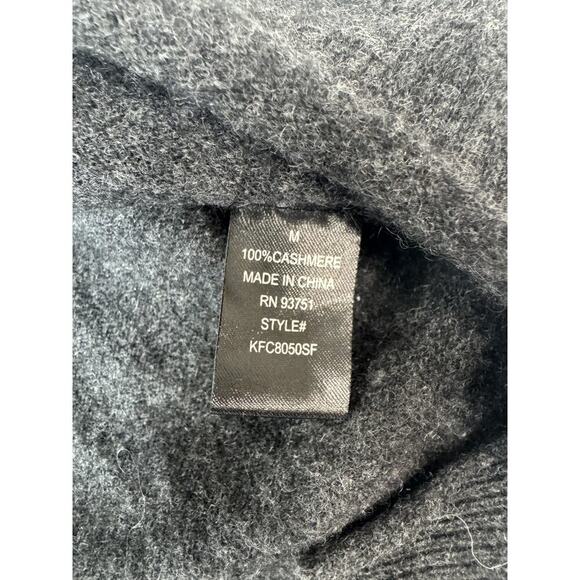 M
100%CASHMERE
MADE IN CHINA
RN 93751
STYLE#
KFC8050SF